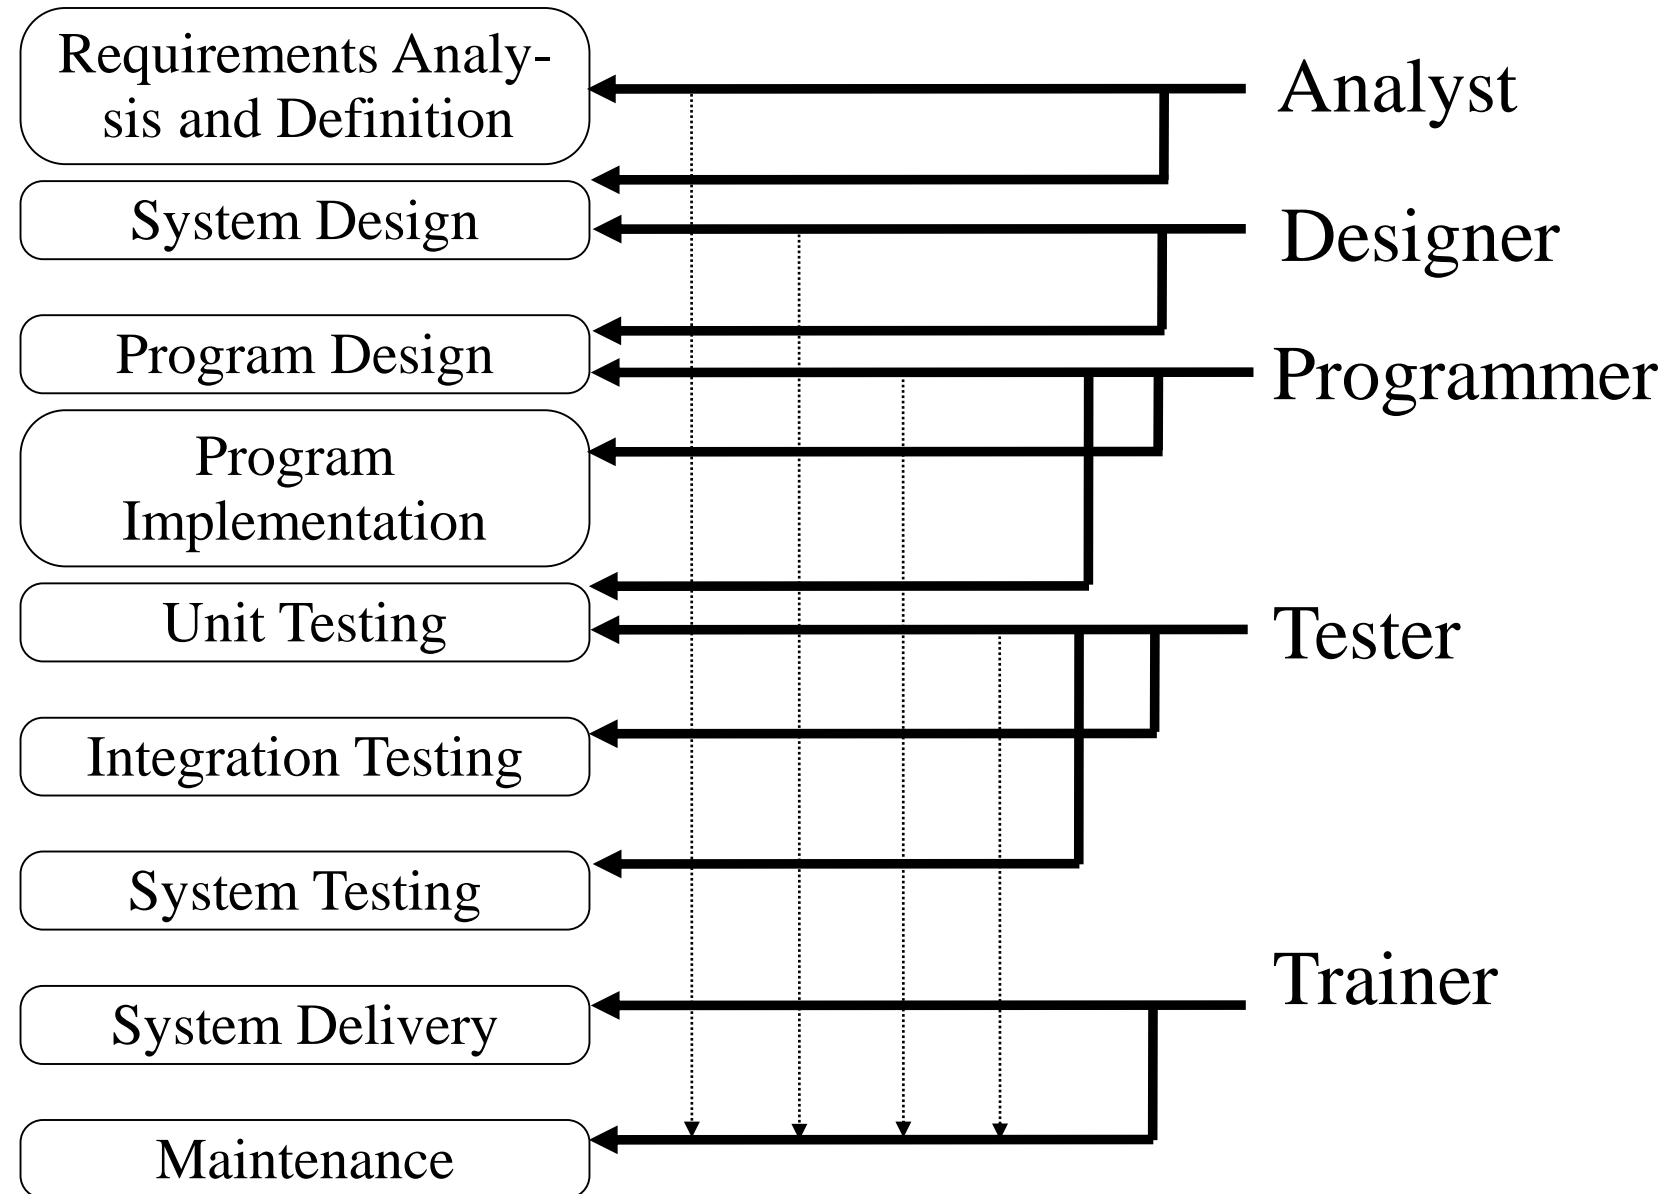 Requirements Analy-
sis and Definition
Analyst
System Design
Designer
Program Design
Programmer
Program
Implementation
Unit Testing
Tester
Integration Testing
System Testing
Trainer
System Delivery
Maintenance